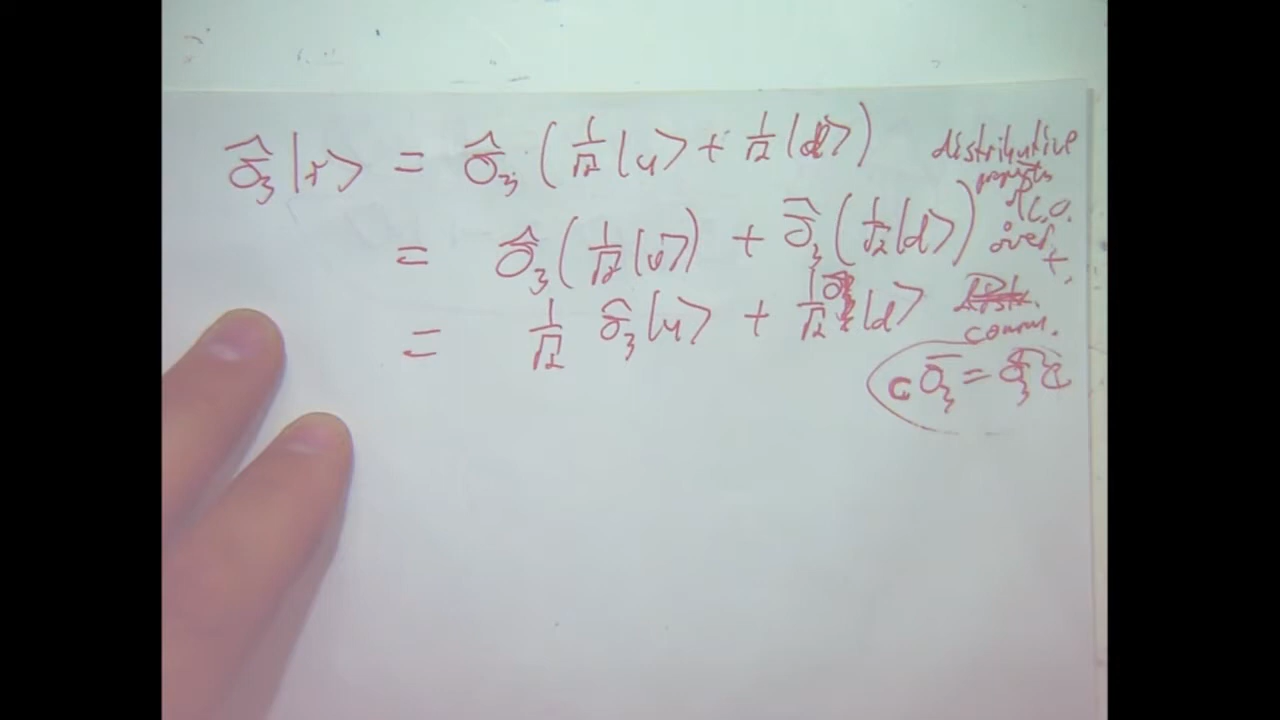 σ̂₃|r⟩ = σ̂₃(1/√2|u⟩ + 1/√2|d⟩) distributive
property
of L.O.
= σ̂₃(1/√2|u⟩) + σ̂₃(1/√2|d⟩) over
+,
= 1/√2 σ̂₃|u⟩ + 1/√2 σ̂₃|d⟩
comm.
cσ̂₃ = σ̂₃c